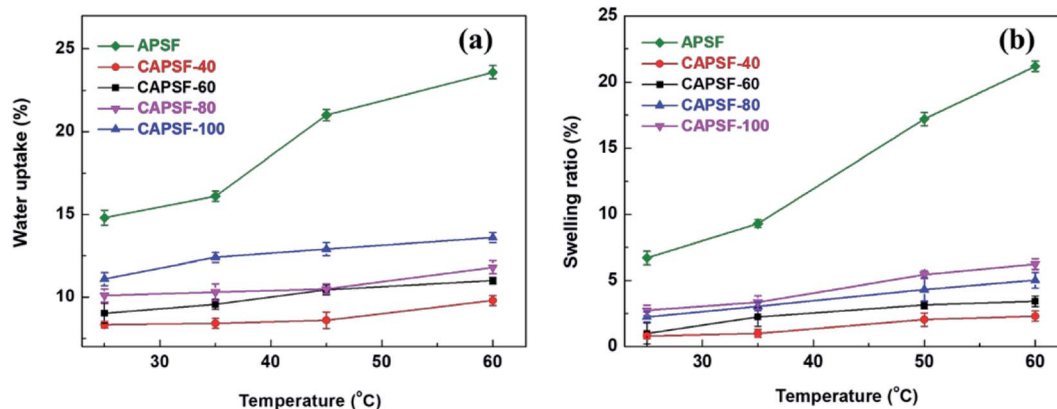 (a)
APSF
CAPSF-40
CAPSF-60
CAPSF-80
CAPSF-100
25
20
15
10
Water uptake (%)
30
40
50
60
Temperature (°C)
(b)
APSF
CAPSF-40
CAPSF-60
CAPSF-80
CAPSF-100
25
20
15
10
5
0
Swelling ratio (%)
30
40
50
60
Temperature (°C)